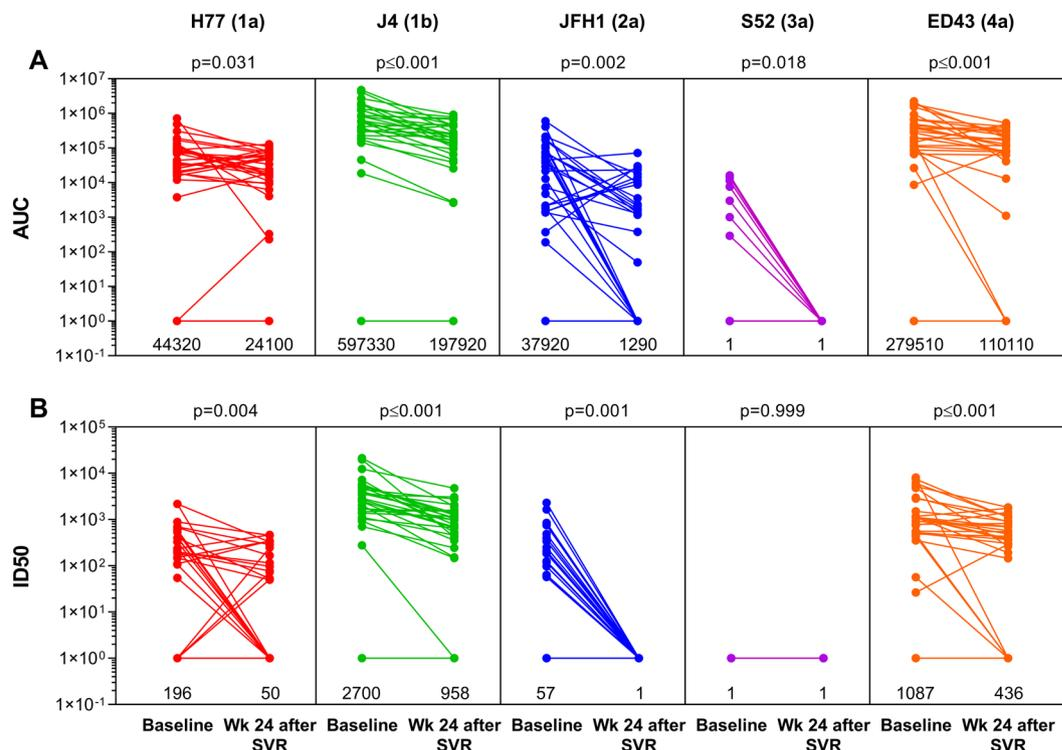 H77 (1a) J4 (1b) JFH1 (2a) S52 (3a) ED43 (4a)
A
p=0.031 p≤0.001 p=0.002 p=0.018 p≤0.001
AUC
1×10⁷
1×10⁶
1×10⁵
1×10⁴
1×10³
1×10²
1×10¹
1×10⁰
1×10⁻¹
44320 24100 597330 197920 37920 1290 1 1 279510 110110
B
p=0.004 p≤0.001 p=0.001 p=0.999 p≤0.001
ID50
1×10⁵
1×10⁴
1×10³
1×10²
1×10¹
1×10⁰
1×10⁻¹
196 50 2700 958 57 1 1 1 1087 436
Baseline Wk 24 after Baseline Wk 24 after Baseline Wk 24 after Baseline Wk 24 after Baseline Wk 24 after
SVR SVR SVR SVR SVR